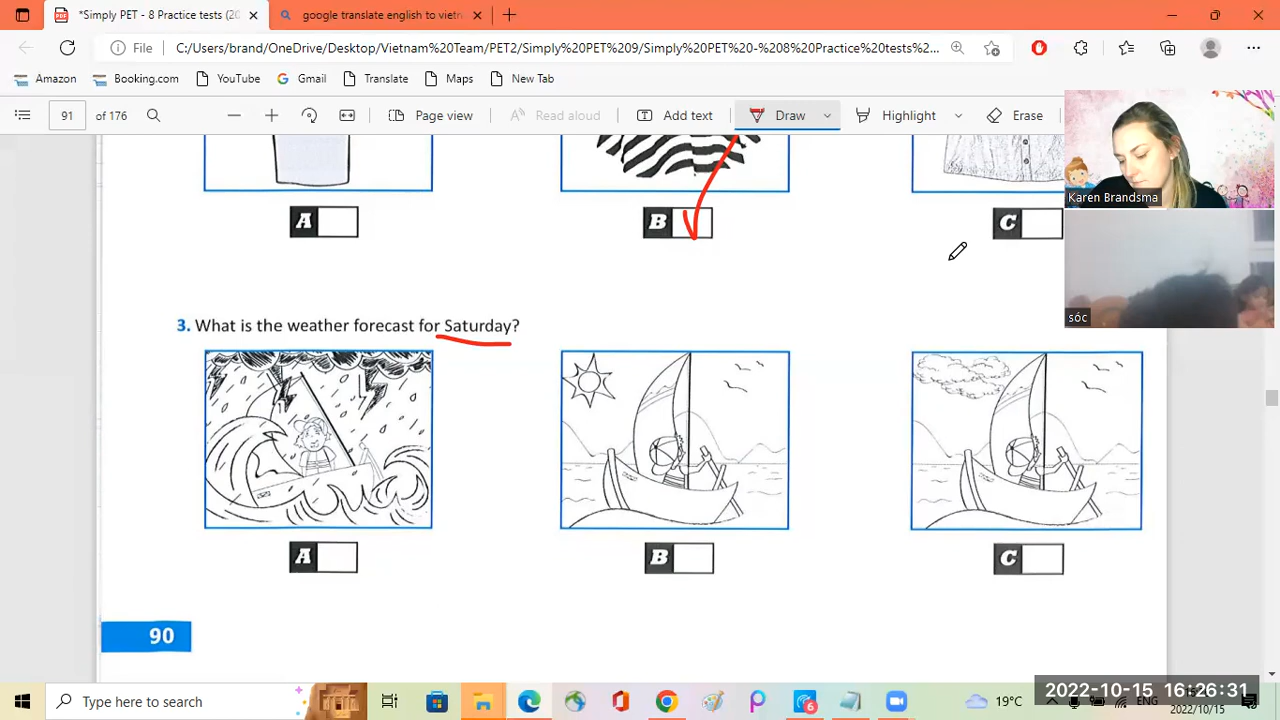 *Simply PET - 8 Practice tests (20
google translate english to vietn
File
C:/Users/brand/OneDrive/Desktop/Vietnam%20Team/PET2/Simply%20PET%209/Simply%20PET%20-%208%20Practice%20tests%2...
Amazon
Booking.com
YouTube
Gmail
Translate
Maps
New Tab
91 of 176
Page view
Read aloud
Add text
Draw
Highlight
Erase
Karen Brandsma
A
B
C
sóc
3. What is the weather forecast for Saturday?
A
B
C
90
Type here to search
6
19°C
ENG
2022-10-15 16:26:31
2022/10/15